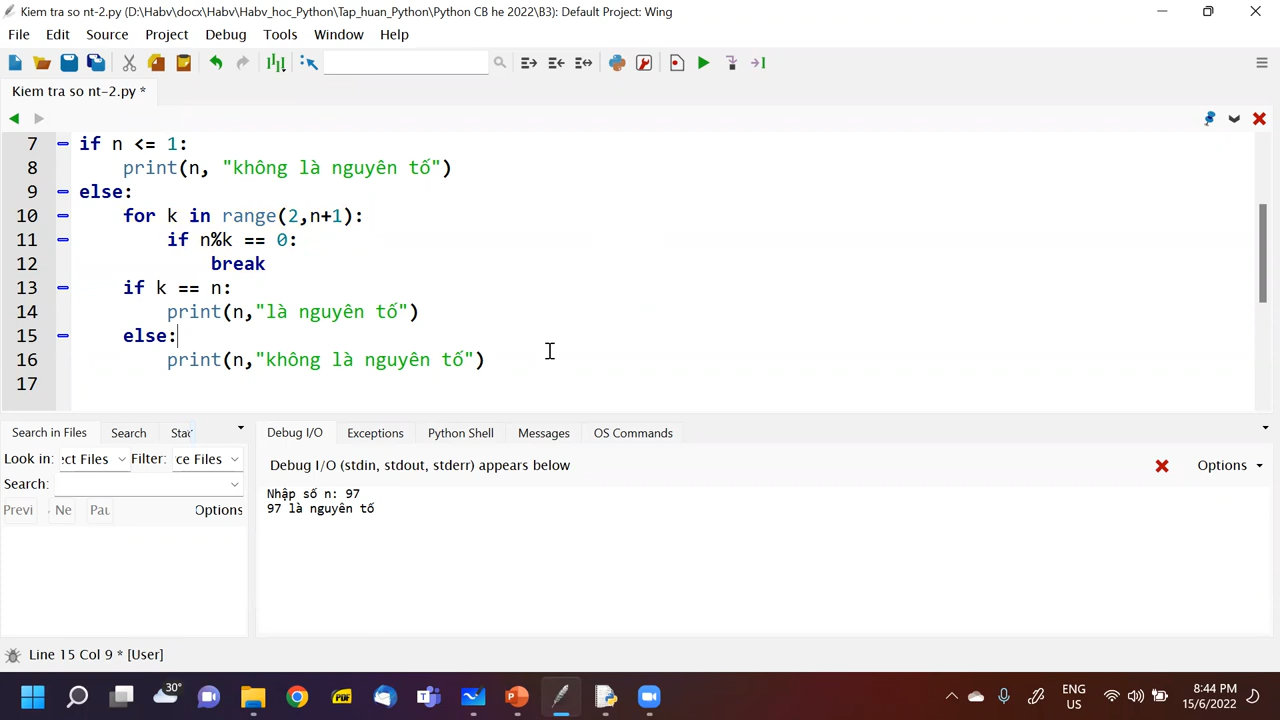 Kiem tra so nt-2.py (D:\Habv\docx\Habv\Habv_hoc_Python\Tap_huan_Python\Python CB he 2022\B3): Default Project: Wing
File Edit Source Project Debug Tools Window Help
Kiem tra so nt-2.py *
7 if n <= 1:
8 print(n, "không là nguyên tố")
9 else:
10 for k in range(2,n+1):
11 if n%k == 0:
12 break
13 if k == n:
14 print(n,"là nguyên tố")
15 else:
16 print(n,"không là nguyên tố")
17
Search in Files Search Stac Debug I/O Exceptions Python Shell Messages OS Commands
Look in: ect Files Filter: ce Files Debug I/O (stdin, stdout, stderr) appears below Options
Search:
Previ Ne Pau Options
Nhập số n: 97
97 là nguyên tố
Line 15 Col 9 * [User]
30°
PDF
ENG
US
8:44 PM
15/6/2022